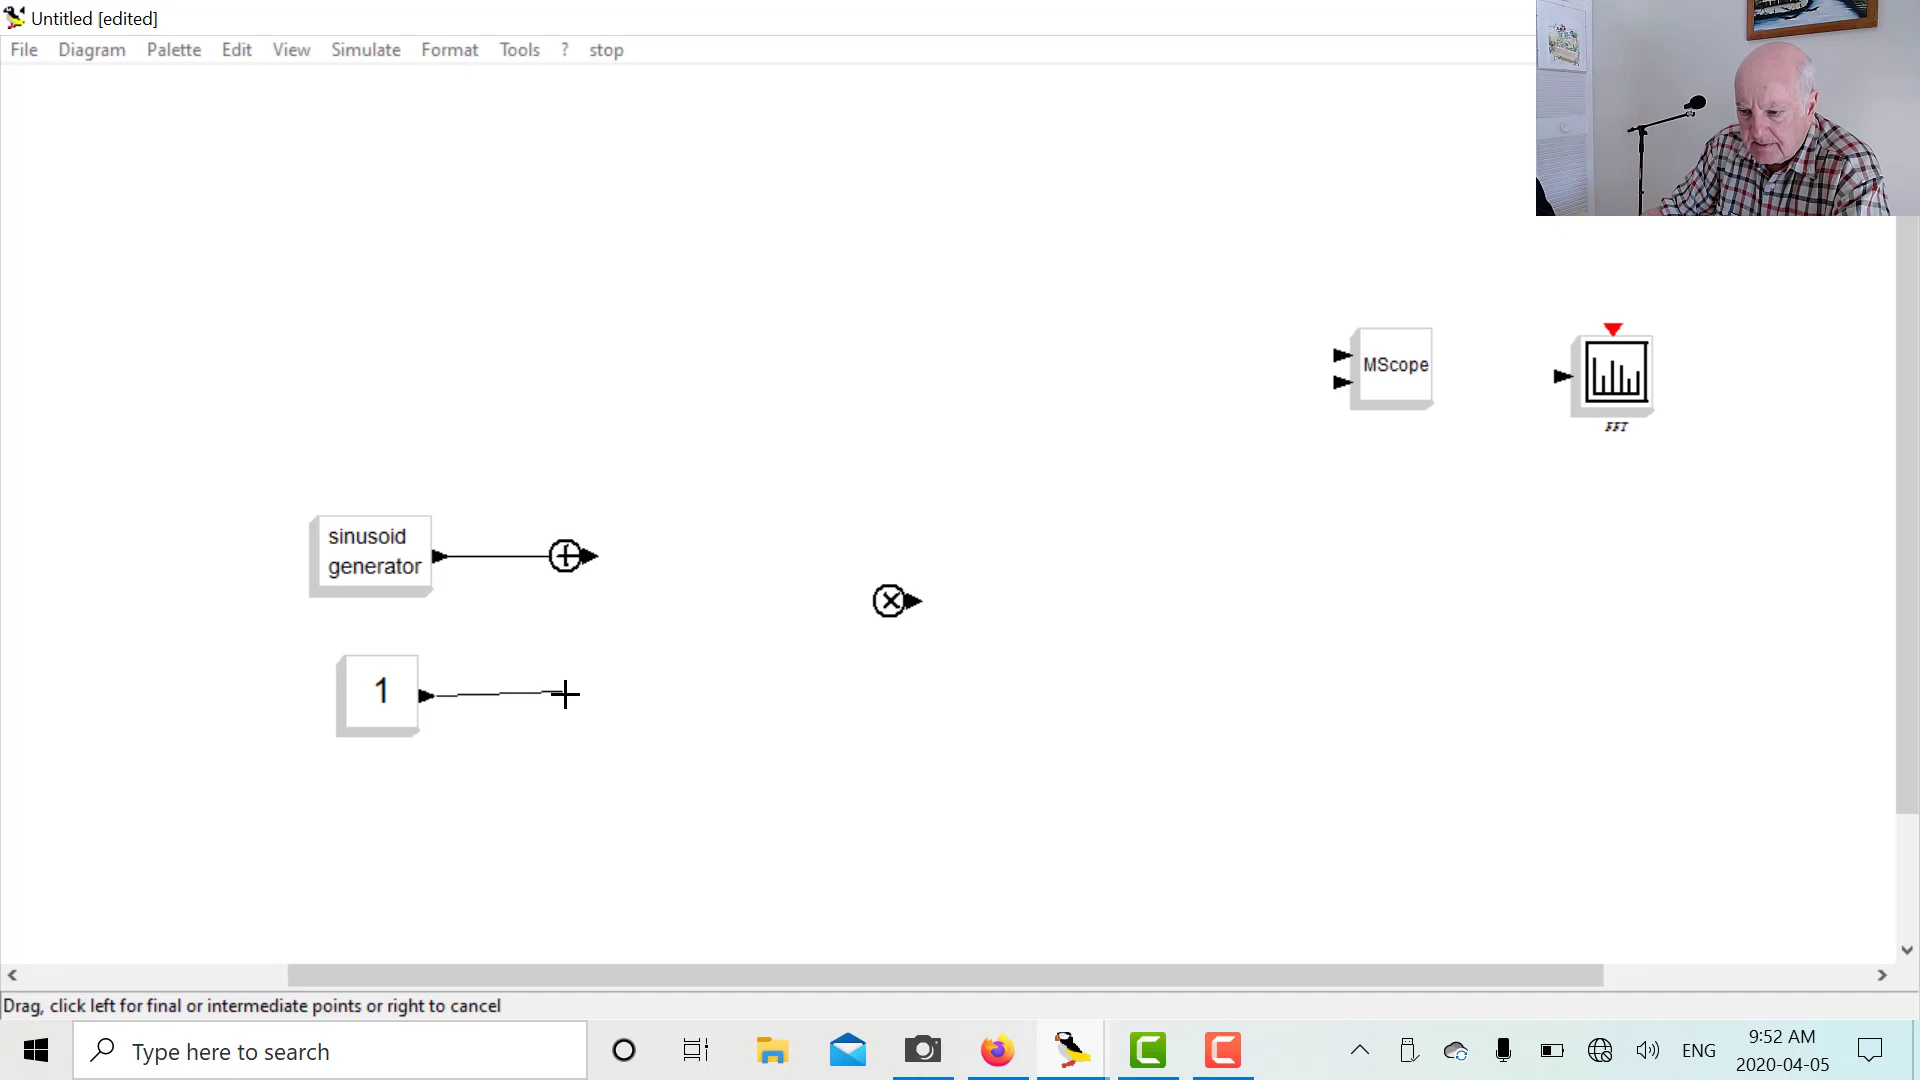 Untitled [edited]
File Diagram Palette Edit View Simulate Format Tools ? stop
MScope
FFT
sinusoid
generator
1
Drag, click left for final or intermediate points or right to cancel
Type here to search
ENG
9:52 AM
2020-04-05